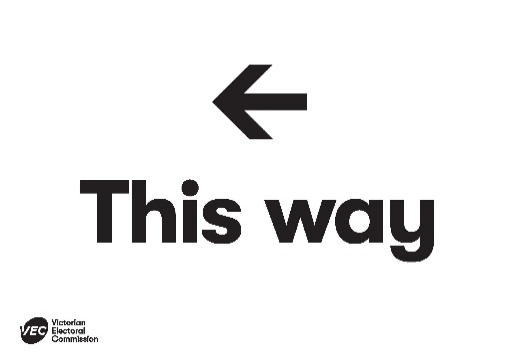 This way
VEC
Victorian
Electoral
Commission